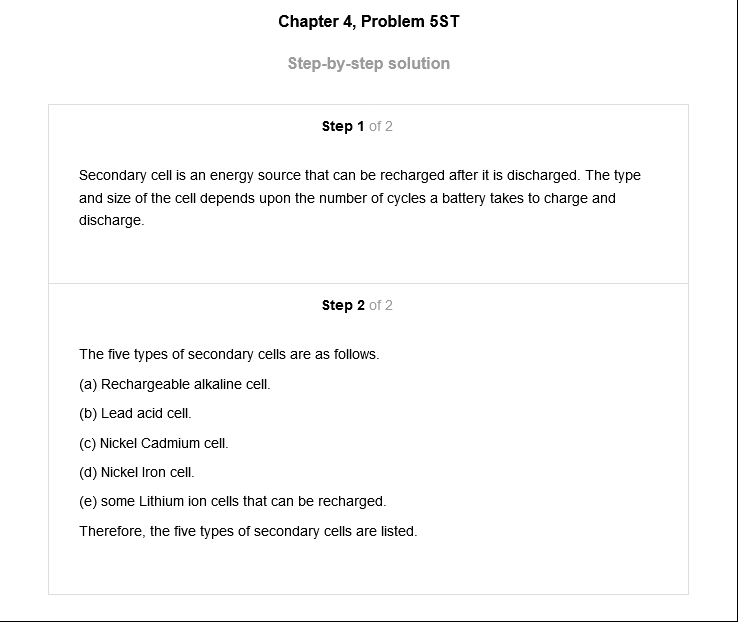 Chapter 4, Problem 5ST
Step-by-step solution
Step 1 of 2
Secondary cell is an energy source that can be recharged after it is discharged. The type
and size of the cell depends upon the number of cycles a battery takes to charge and
discharge.
Step 2 of 2
The five types of secondary cells are as follows.
(a) Rechargeable alkaline cell.
(b) Lead acid cell.
(c) Nickel Cadmium cell.
(d) Nickel Iron cell.
(e) some Lithium ion cells that can be recharged.
Therefore, the five types of secondary cells are listed.